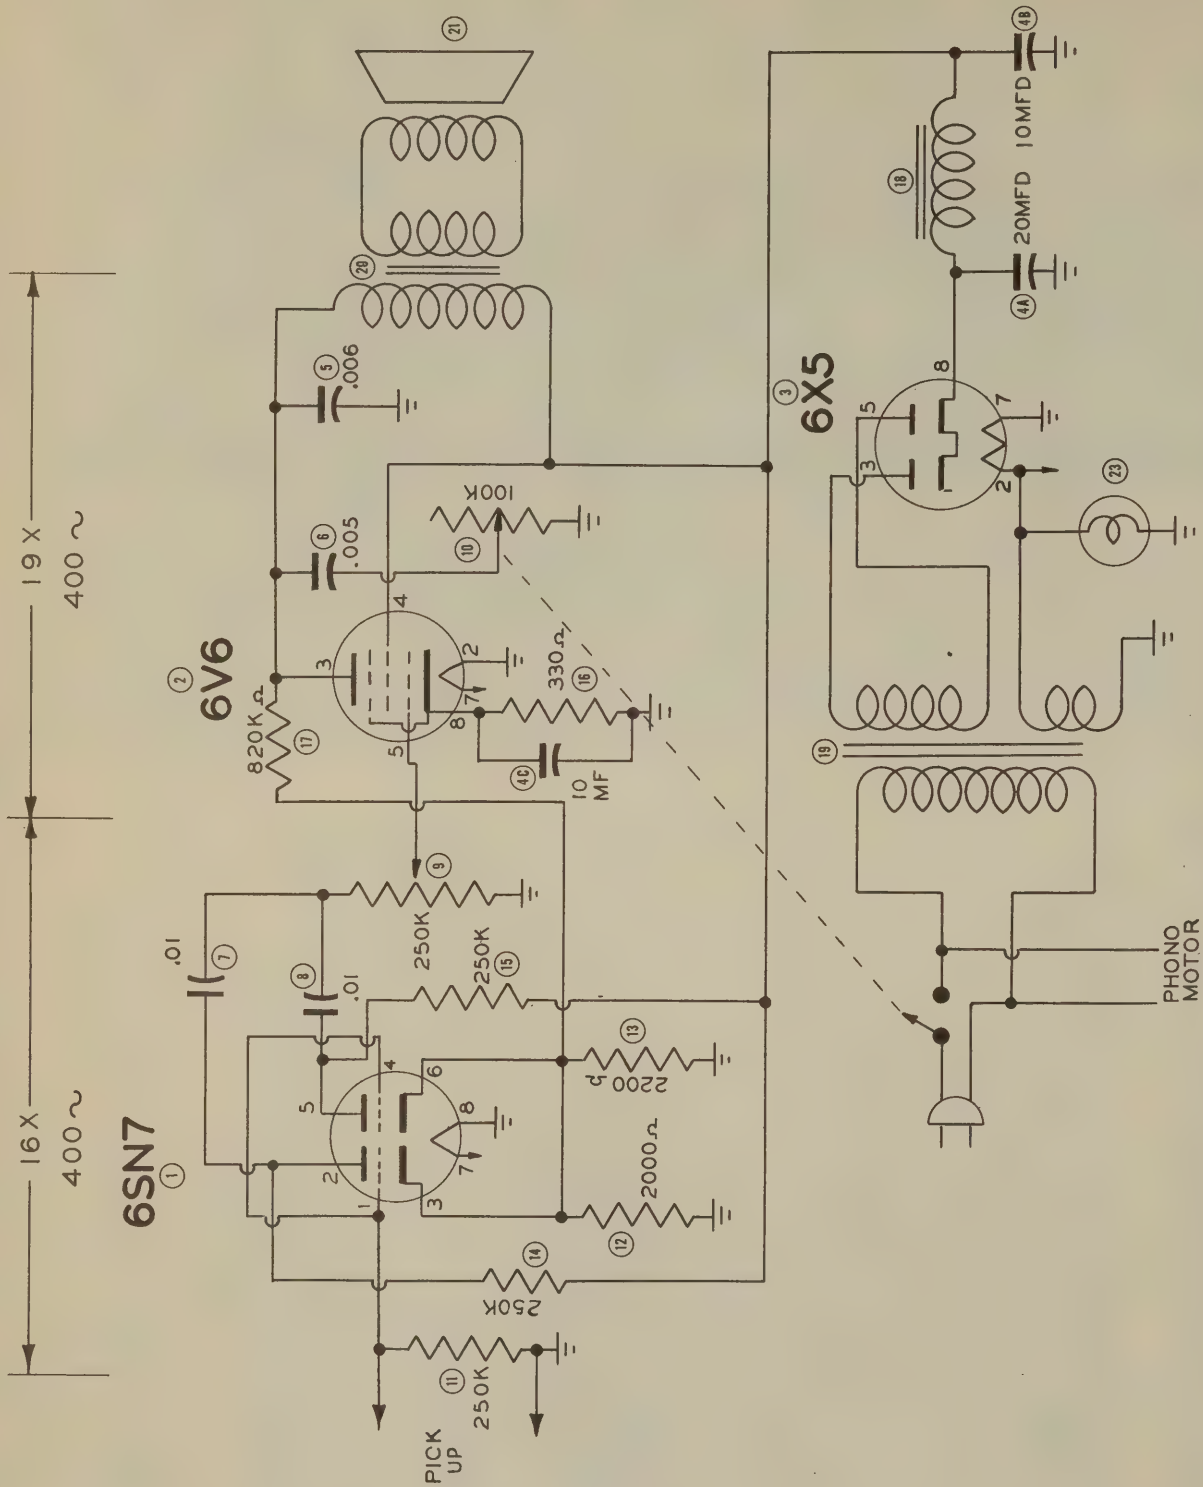 16 X
400 ~
19 X
400 ~
6SN7
1
2
6V6
.01
7
820K Ω
17
8
.01
250K
9
250K
15
6
.005
5
.006
20
21
10
100K
1
2
5
4
3
6
7
8
3
5
4
8
7
2
4C
10
MF
330Ω
16
PICK
UP
11
250K
14
250K
12
2000Ω
13
2200
3
6X5
3
5
8
2
7
18
4A
20MFD
10MFD
4B
19
23
PHONO
MOTOR